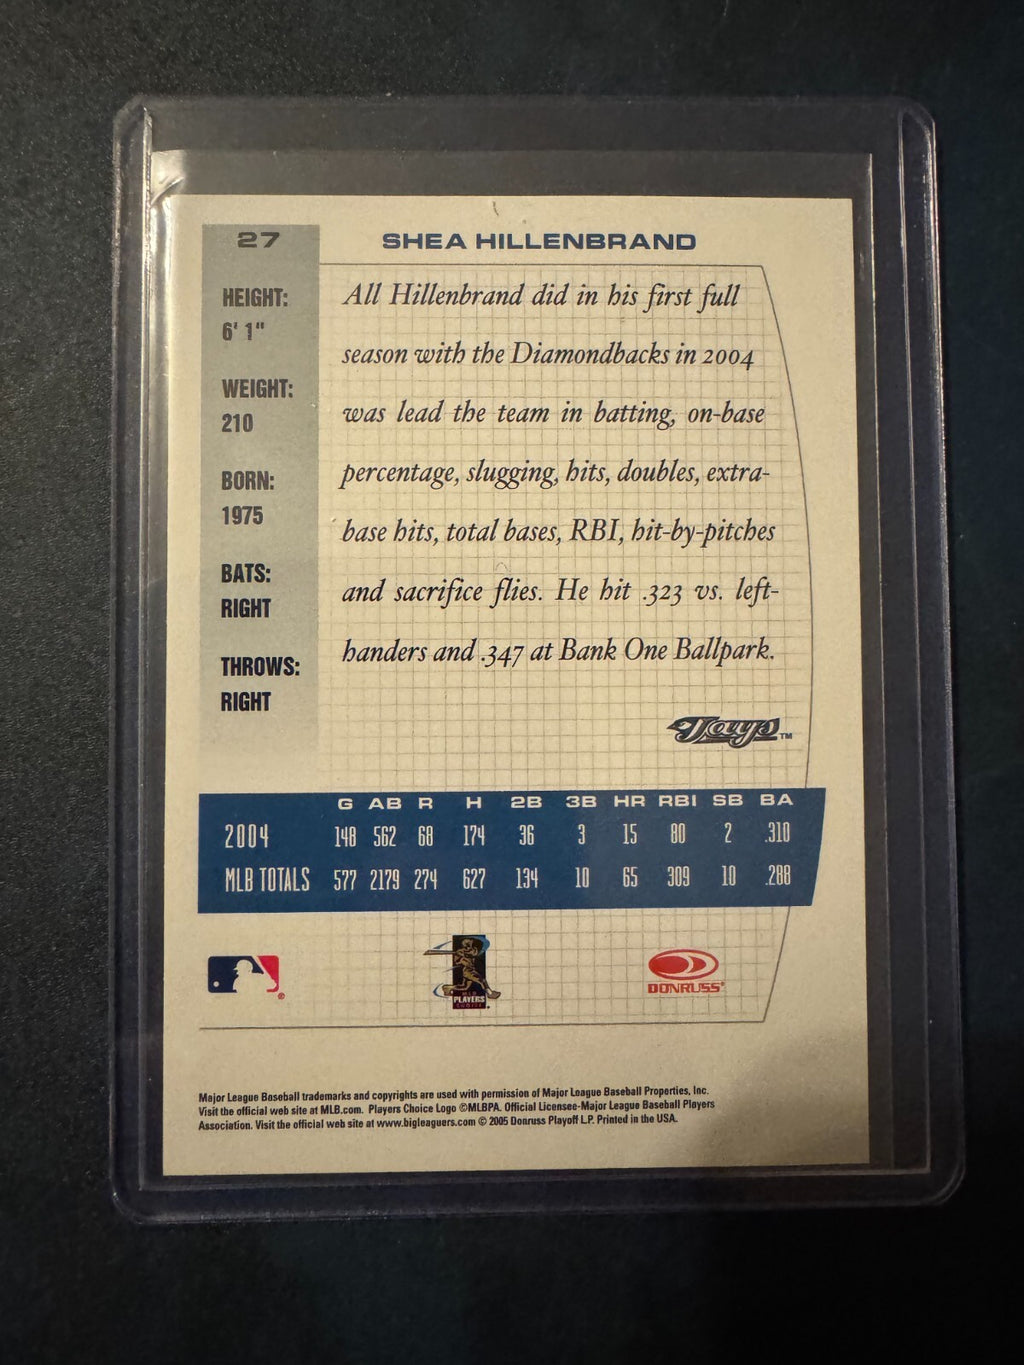 27
SHEA HILLENBRAND
HEIGHT:
6' 1"
WEIGHT:
210
BORN:
1975
BATS:
RIGHT
THROWS:
RIGHT
All Hillenbrand did in his first full
season with the Diamondbacks in 2004
was lead the team in batting, on-base
percentage, slugging, hits, doubles, extra-
base hits, total bases, RBI, hit-by-pitches
and sacrifice flies. He hit .323 vs. left-
handers and .347 at Bank One Ballpark.
Jays™
G AB R H 2B 3B HR RBI SB BA
2004 148 562 68 174 36 3 15 80 2 .310
MLB TOTALS 577 2179 274 627 134 10 65 309 10 .288
MLB
PLAYERS
CHOICE
DONRUSS®
Major League Baseball trademarks and copyrights are used with permission of Major League Baseball Properties, Inc.
Visit the official web site at MLB.com. Players Choice Logo ©MLBPA. Official Licensee-Major League Baseball Players
Association. Visit the official web site at www.bigleaguers.com © 2005 Donruss Playoff L.P. Printed in the USA.